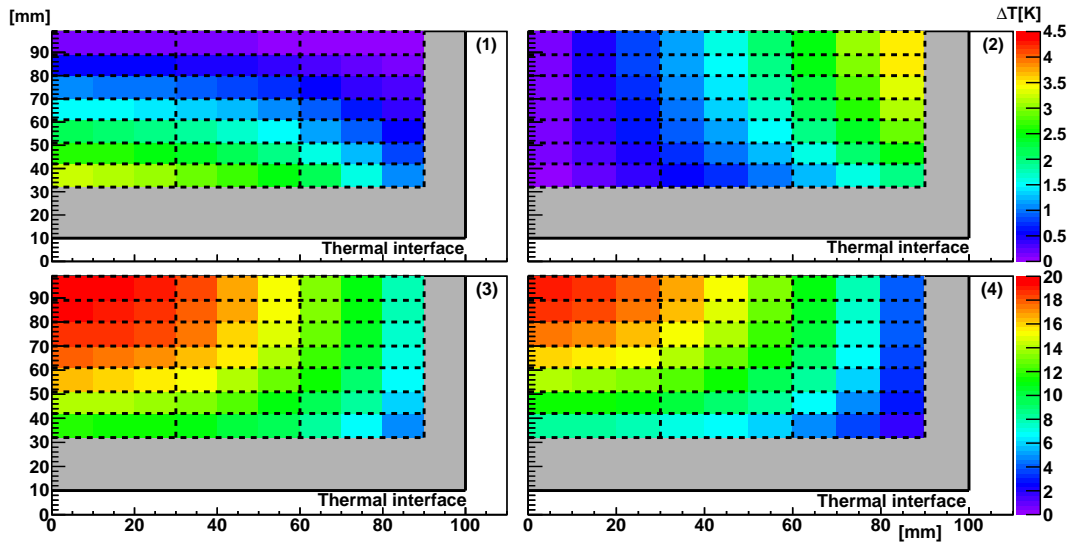 [mm] ΔT[K]
90 (1) (2) 4.5
80 4
70 3.5
60 3
50 2.5
40 2
30 1.5
20 1
10 Thermal interface Thermal interface 0.5
0 0
90 (3) (4) 20
80 18
70 16
60 14
50 12
40 10
30 8
20 6
10 Thermal interface Thermal interface 4
0 2
0 20 40 60 80 100 0 20 40 60 80 100 0
[mm]